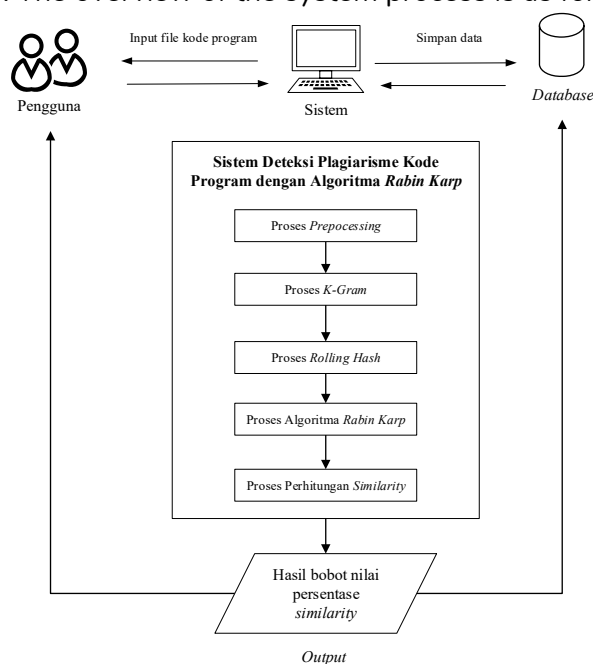 . The overview of the system process is as fol
Input file kode program
Simpan data
Pengguna
Sistem
Database
Sistem Deteksi Plagiarisme Kode
Program dengan Algoritma Rabin Karp
Proses Prepocessing
Proses K-Gram
Proses Rolling Hash
Proses Algoritma Rabin Karp
Proses Perhitungan Similarity
Hasil bobot nilai
persentase
similarity
Output